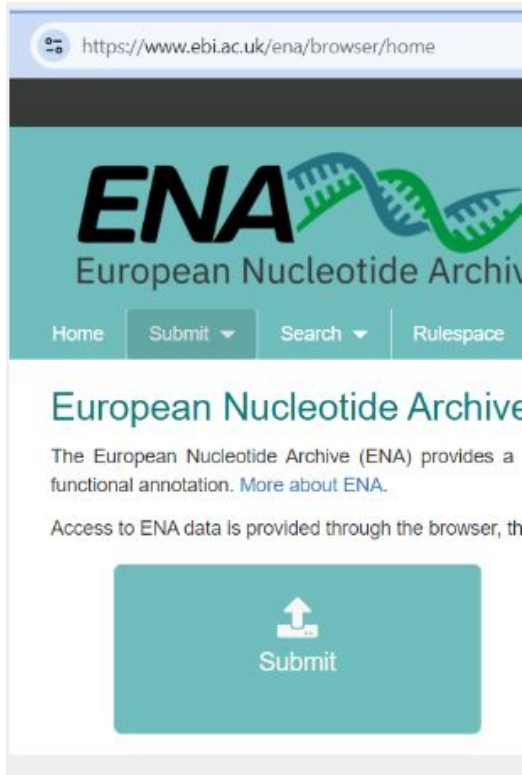 https://www.ebi.ac.uk/ena/browser/home
ENA
European Nucleotide Archiv
Home Submit Search Rulespace
European Nucleotide Archive
The European Nucleotide Archive (ENA) provides a
functional annotation. More about ENA.
Access to ENA data is provided through the browser, th
Submit